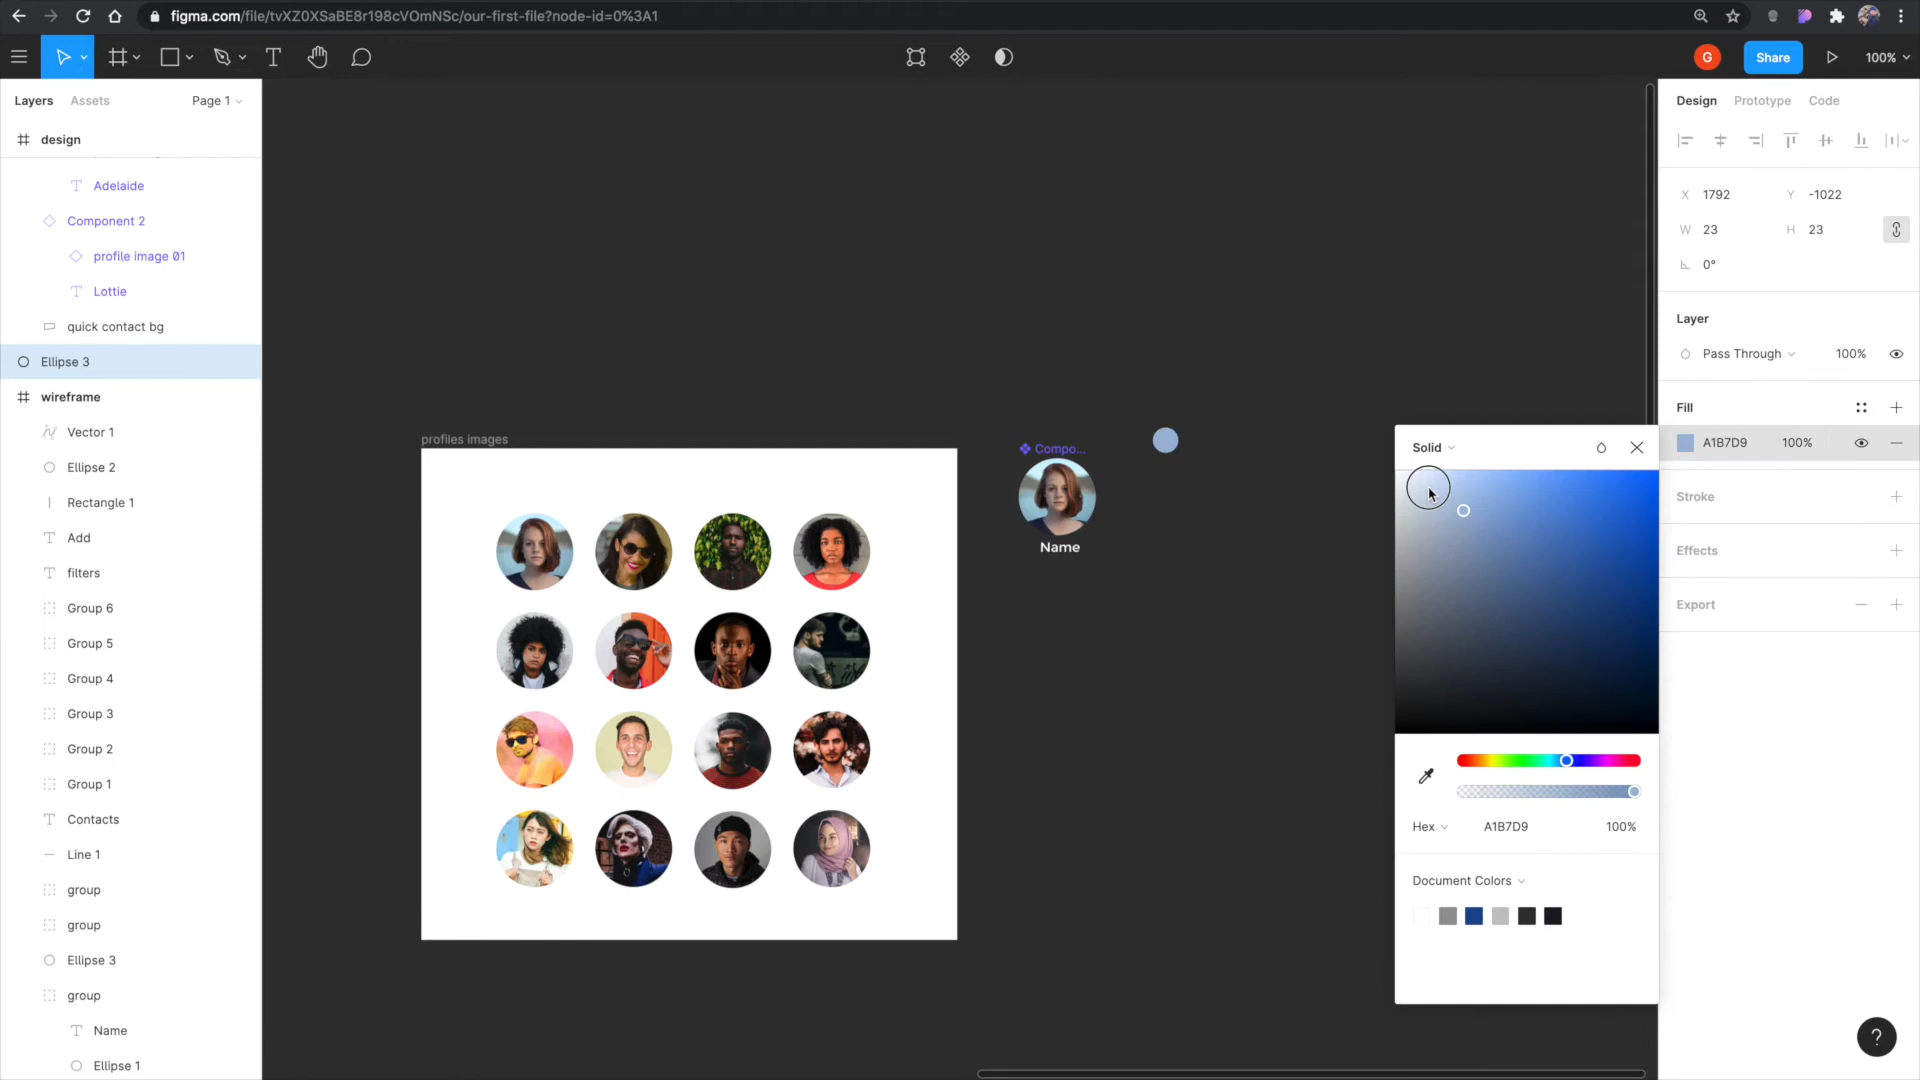 figma.com/file/tvXZ0XSaBE8r198cVOmNSc/our-first-file?node-id=0%3A1
G
Share
100%
Layers
Assets
Page 1
design
Adelaide
Component 2
profile image 01
Lottie
quick contact bg
Ellipse 3
wireframe
Vector 1
Ellipse 2
Rectangle 1
Add
filters
Group 6
Group 5
Group 4
Group 3
Group 2
Group 1
Contacts
Line 1
group
group
Ellipse 3
group
Name
Ellipse 1
profiles images
Compo...
Name
Solid
Hex
A1B7D9
100%
Document Colors
Design
Prototype
Code
X 1792
Y -1022
W 23
H 23
0°
Layer
Pass Through
100%
Fill
A1B7D9
100%
Stroke
Effects
Export
?